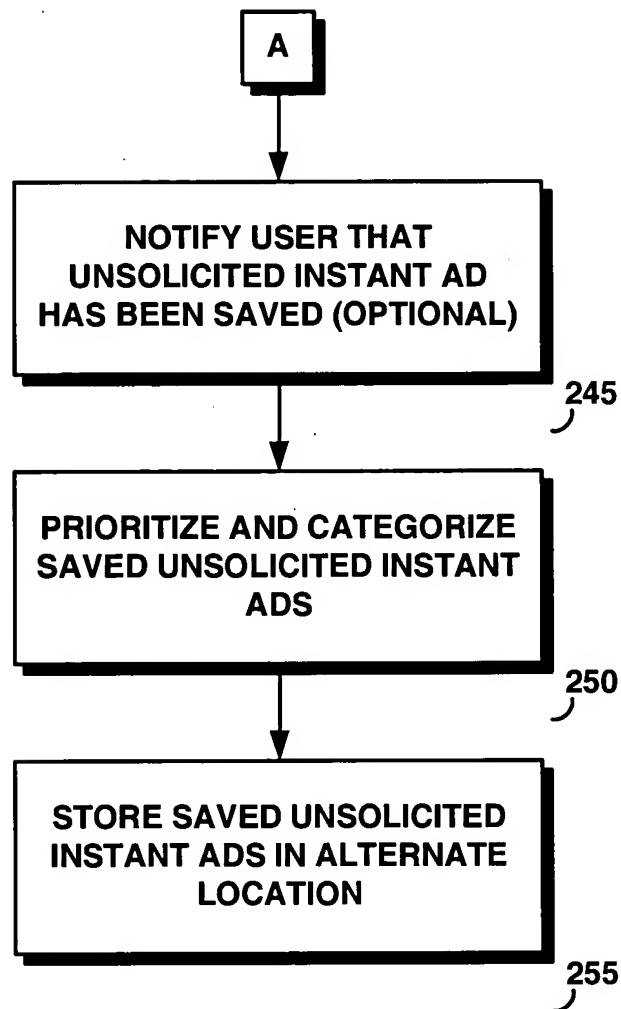 A
NOTIFY USER THAT
UNSOLICITED INSTANT AD
HAS BEEN SAVED (OPTIONAL)
245
PRIORITIZE AND CATEGORIZE
SAVED UNSOLICITED INSTANT
ADS
250
STORE SAVED UNSOLICITED
INSTANT ADS IN ALTERNATE
LOCATION
255